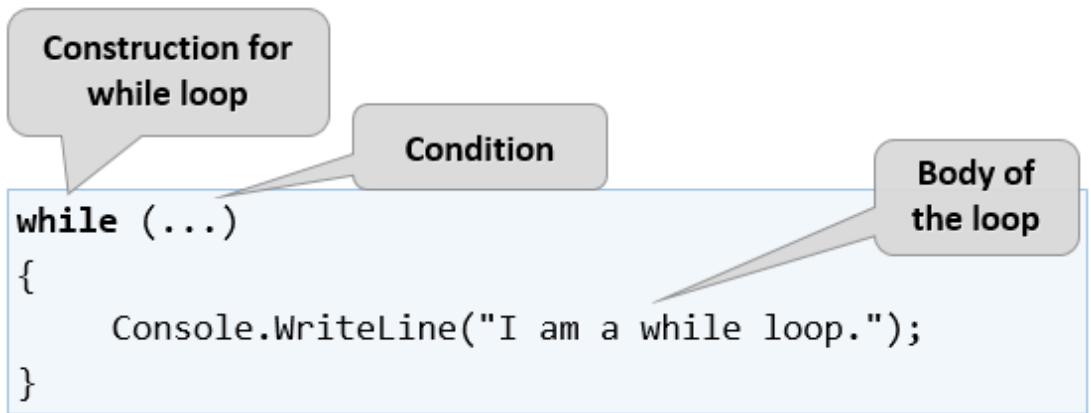 Construction for
while loop
Condition
Body of
the loop
while (...)
{
Console.WriteLine("I am a while loop.");
}